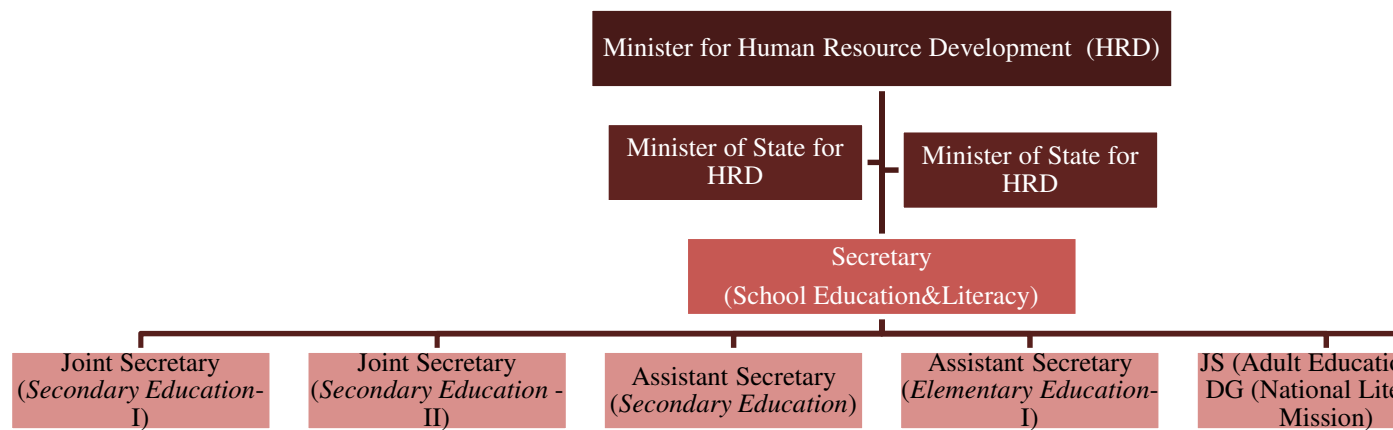 Minister for Human Resource Development (HRD)
Minister of State for
HRD
Minister of State for
HRD
Secretary
(School Education&Literacy)
Joint Secretary
(Secondary Education-
I)
Joint Secretary
(Secondary Education -
II)
Assistant Secretary
(Secondary Education)
Assistant Secretary
(Elementary Education-
I)
JS (Adult
DG (National
Mission)